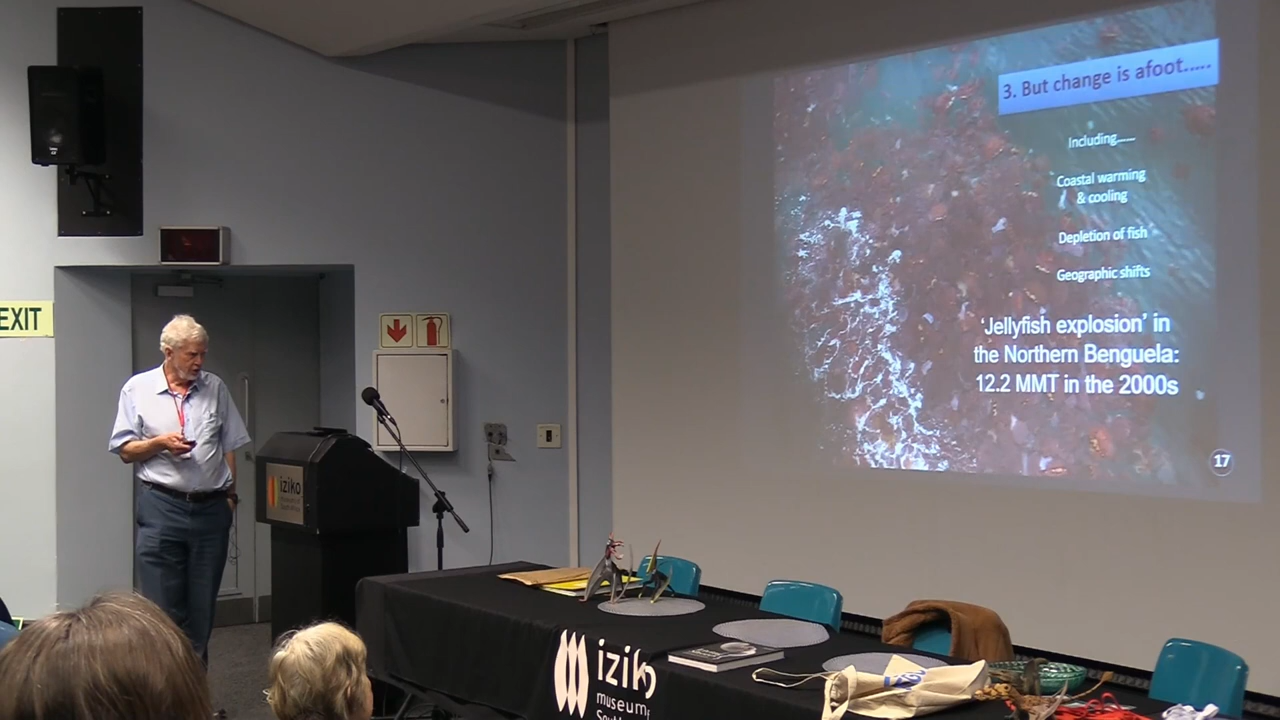 EXIT
iziko
3. But change is afoot.....
Including.....
Coastal warming
& cooling
Depletion of fish
Geographic shifts
'Jellyfish explosion' in
the Northern Benguela:
12.2 MMT in the 2000s
17
iziko
museums